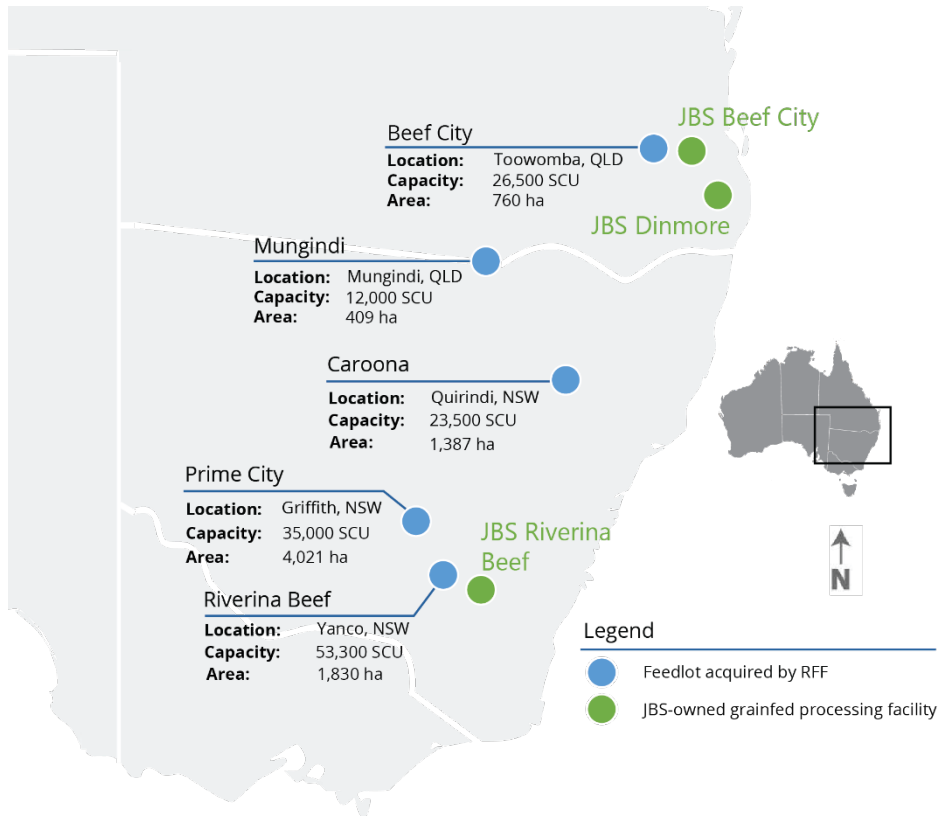 JBS Beef City
Beef City
Location: Toowomba, QLD
Capacity: 26,500 SCU
Area: 760 ha
JBS Dinmore
Mungindi
Location: Mungindi, QLD
Capacity: 12,000 SCU
Area: 409 ha
Caroona
Location: Quirindi, NSW
Capacity: 23,500 SCU
Area: 1,387 ha
Prime City
Location: Griffith, NSW
Capacity: 35,000 SCU
Area: 4,021 ha
JBS Riverina
Beef
Riverina Beef
Location: Yanco, NSW
Capacity: 53,300 SCU
Area: 1,830 ha
N
Legend
Feedlot acquired by RFF
JBS-owned grainfed processing facility